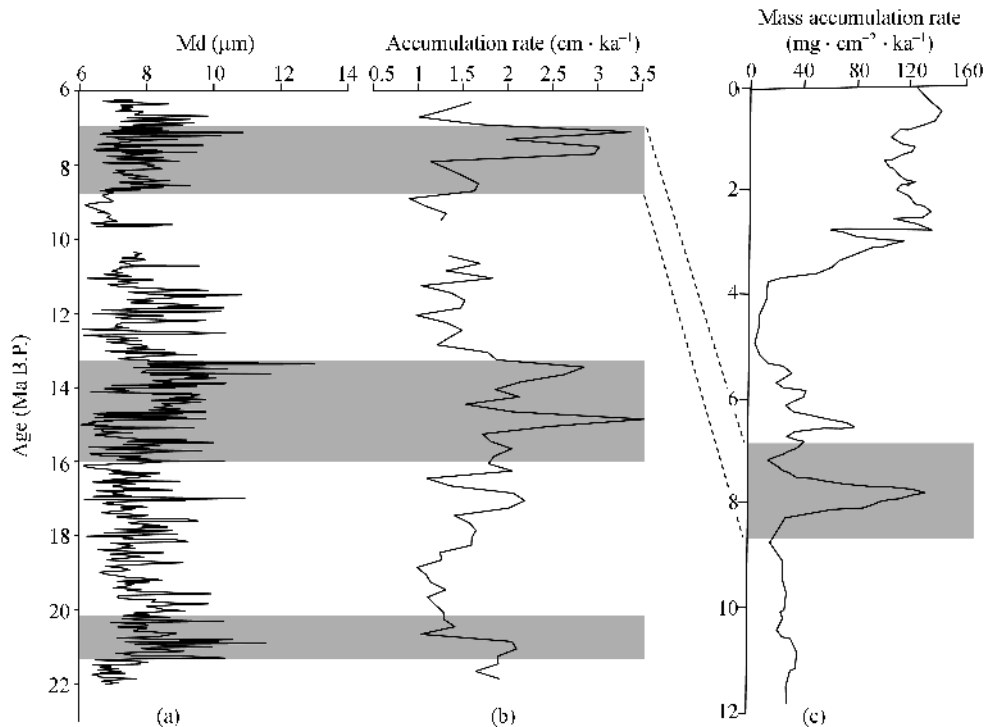 Md (μm)
6 8 10 12 14
Accumulation rate (cm · ka⁻¹)
0.5 1 1.5 2 2.5 3 3.5
Mass accumulation rate
(mg · cm⁻² · ka⁻¹)
0 40 80 120 160
Age (Ma B.P.)
6
8
10
12
14
16
18
20
22
0
2
4
6
8
10
12
(a)
(b)
(c)